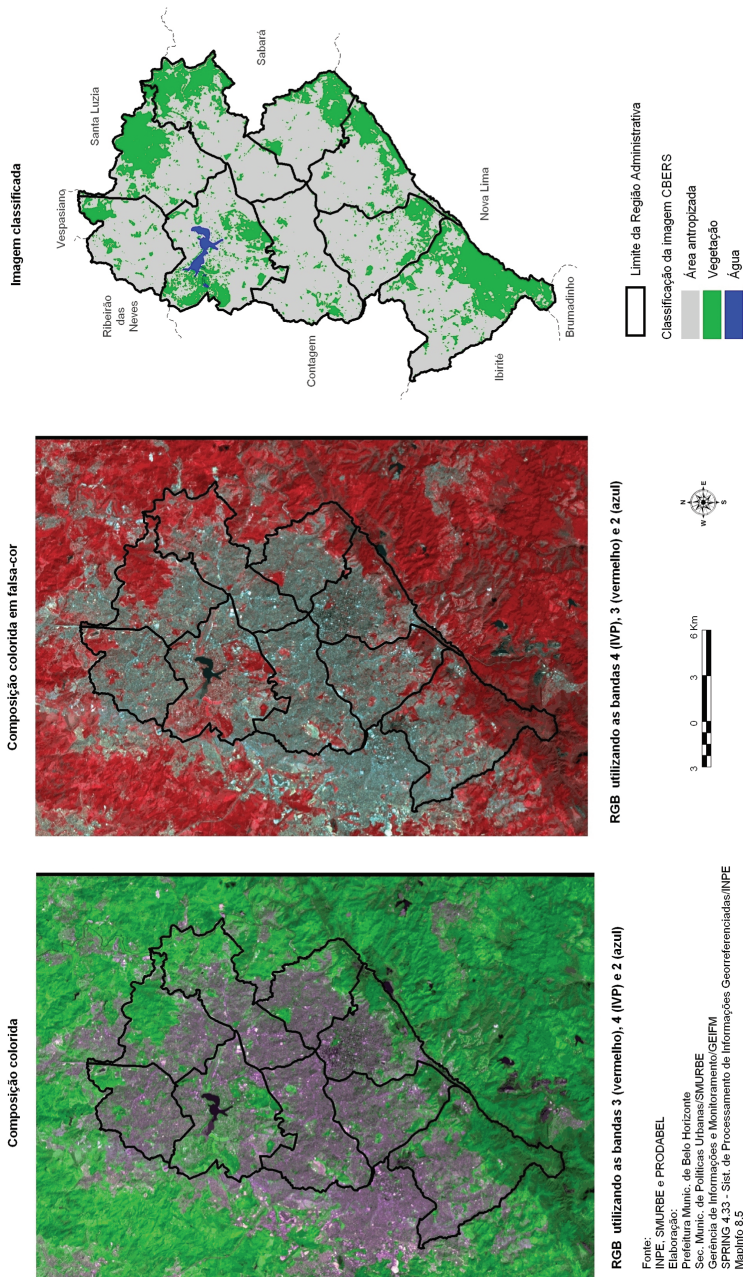 Composição colorida
Composição colorida em falsa-cor
Imagem classificada
Vespasiano
Santa Luzia
Sabará
Ribeirão
das
Neves
Contagem
Nova Lima
Ibirité
Brumadinho
RGB utilizando as bandas 3 (vermelho), 4 (IVP) e 2 (azul)
RGB utilizando as bandas 4 (IVP), 3 (vermelho) e 2 (azul)
Limite da Região Administrativa
Classificação da imagem CBERS
Área antropizada
Vegetação
Água
Fonte:
INPE, SMURBE e PRODABEL
Elaboração:
Prefeitura Munic. de Belo Horizonte
Sec. Munic. de Políticas Urbanas/SMURBE
Gerência de Informações e Monitoramento/GEIFM
SPRING 4.33 - Sist. de Processamento de Informações Georreferenciadas/INPE
MapInfo 8.5
3 0 3 6 Km
N
W E
S